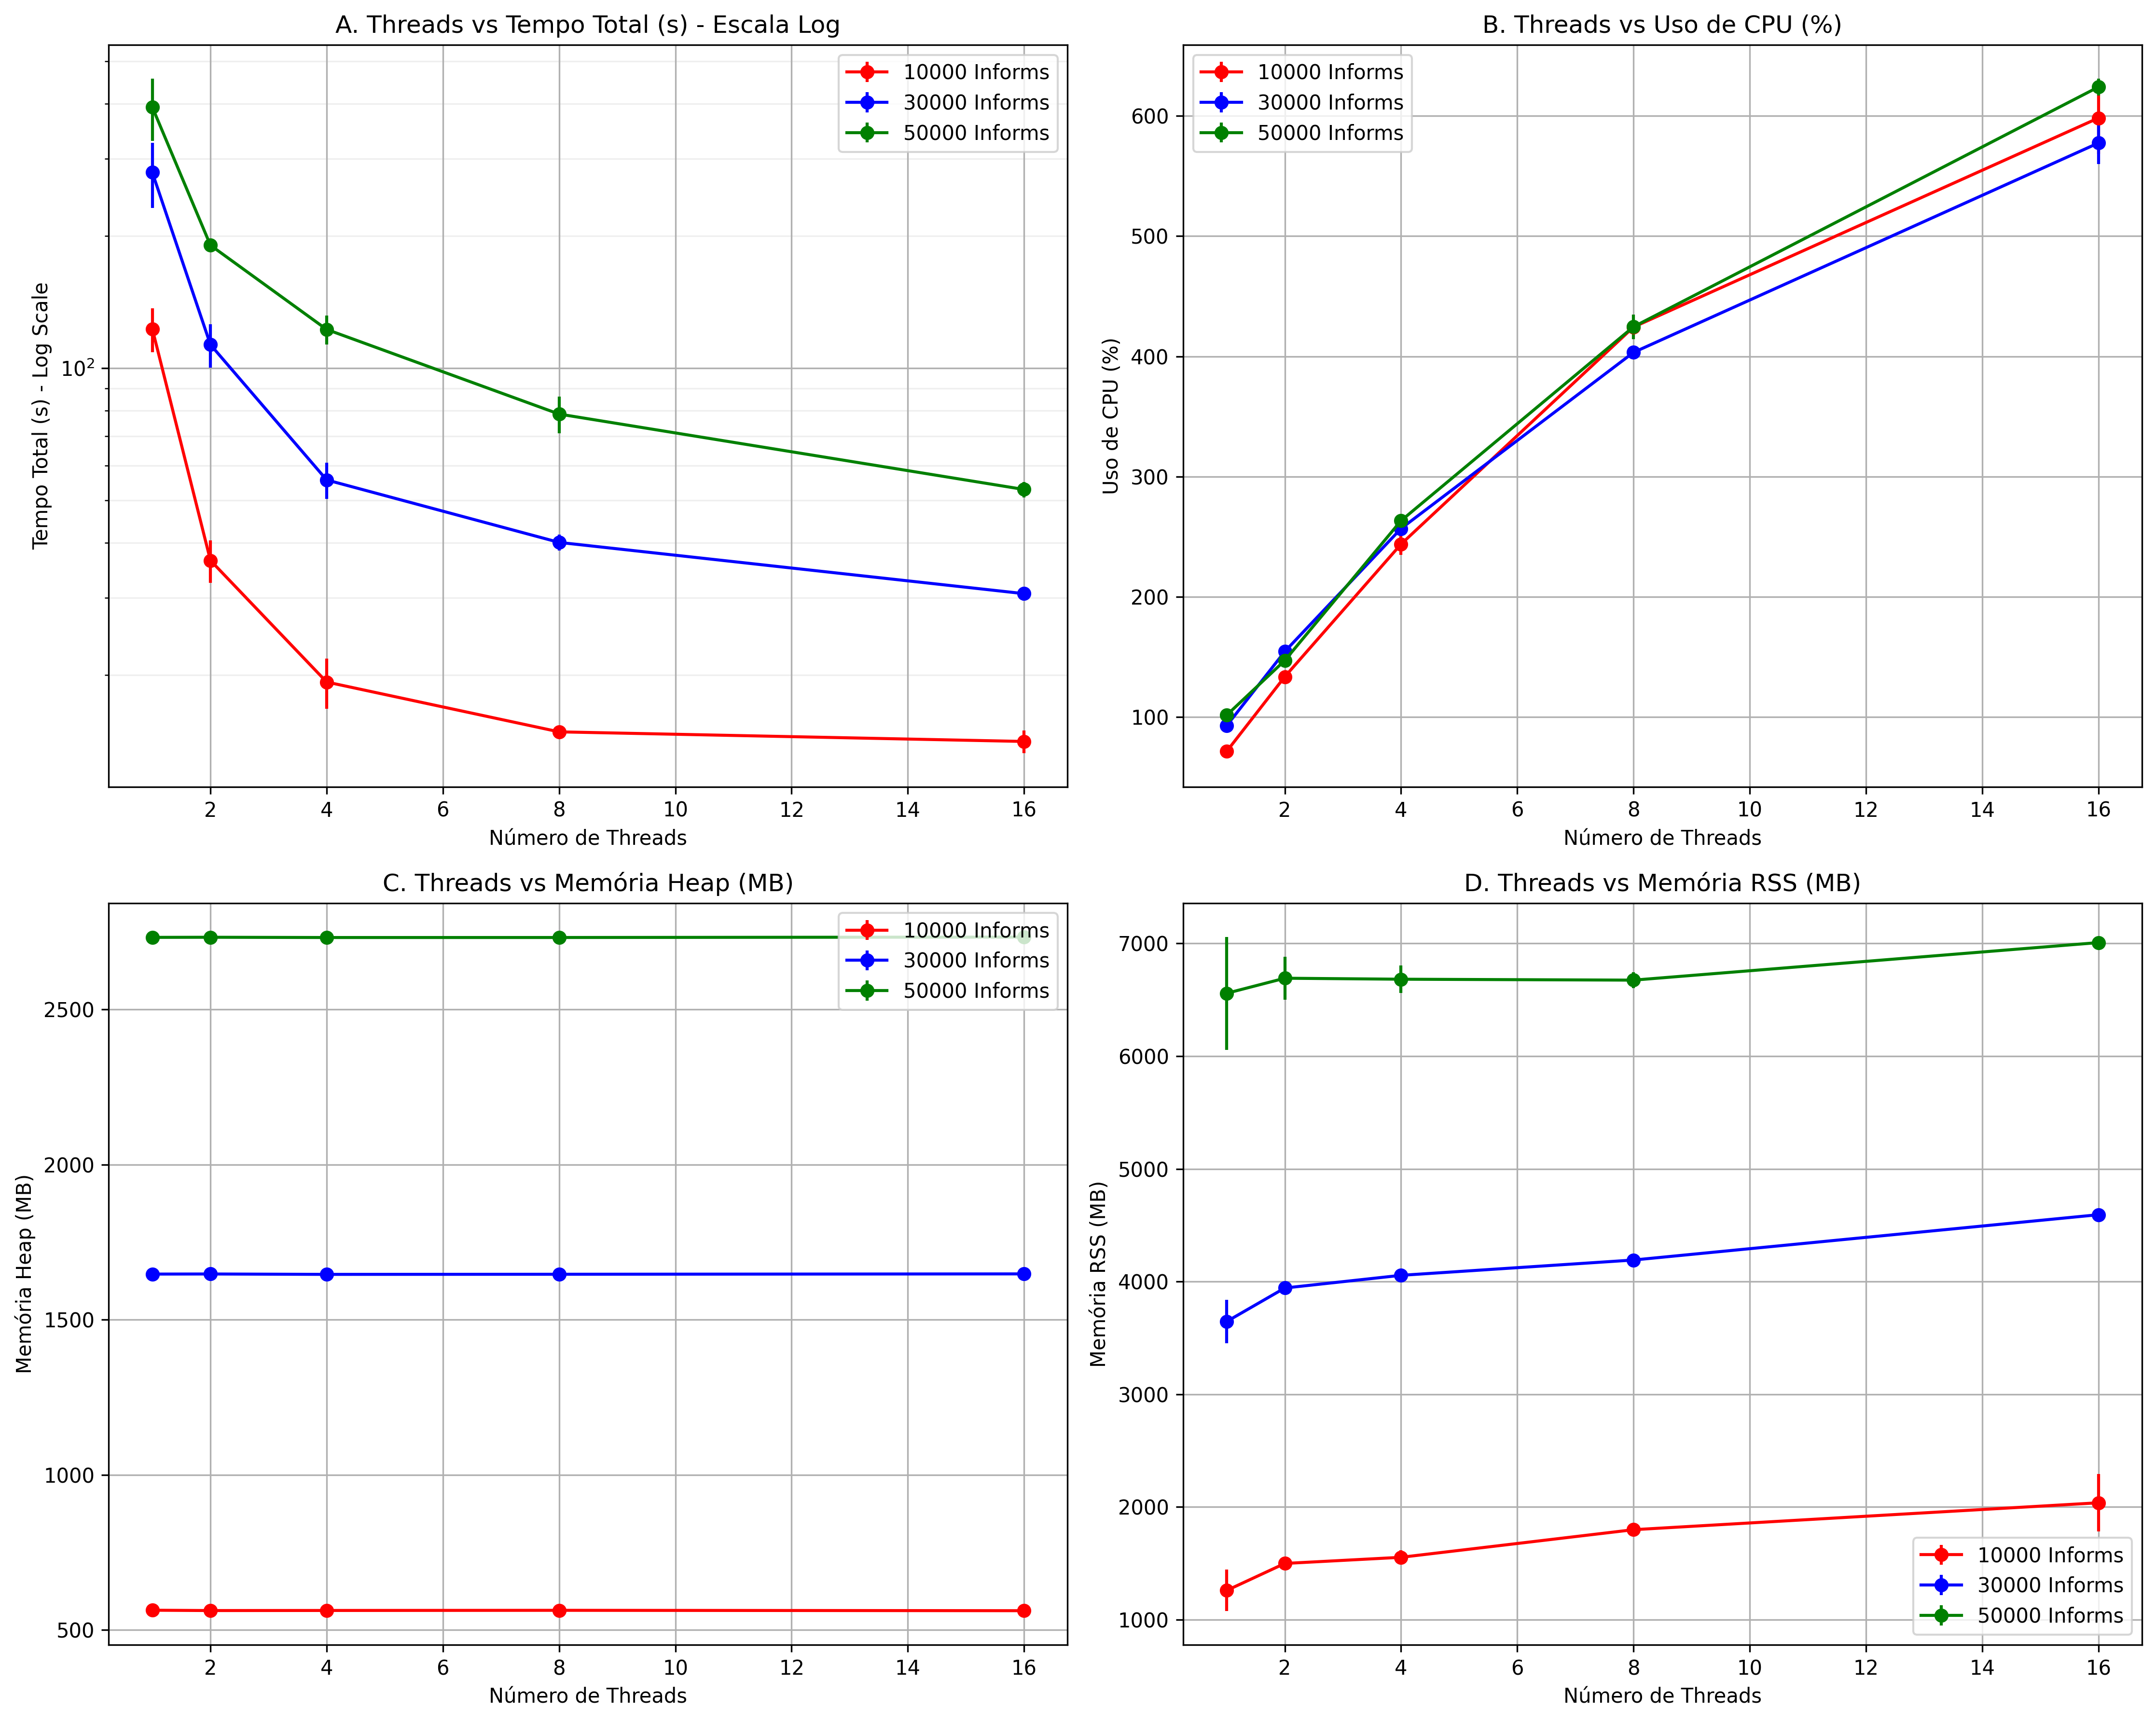 A. Threads vs Tempo Total (s) - Escala Log
Tempo Total (s) - Log Scale
10²
10000 Informs
30000 Informs
50000 Informs
2 4 6 8 10 12 14 16
Número de Threads
B. Threads vs Uso de CPU (%)
Uso de CPU (%)
600
500
400
300
200
100
10000 Informs
30000 Informs
50000 Informs
2 4 6 8 10 12 14 16
Número de Threads
C. Threads vs Memória Heap (MB)
Memória Heap (MB)
2500
2000
1500
1000
500
10000 Informs
30000 Informs
50000 Informs
2 4 6 8 10 12 14 16
Número de Threads
D. Threads vs Memória RSS (MB)
Memória RSS (MB)
7000
6000
5000
4000
3000
2000
1000
10000 Informs
30000 Informs
50000 Informs
2 4 6 8 10 12 14 16
Número de Threads